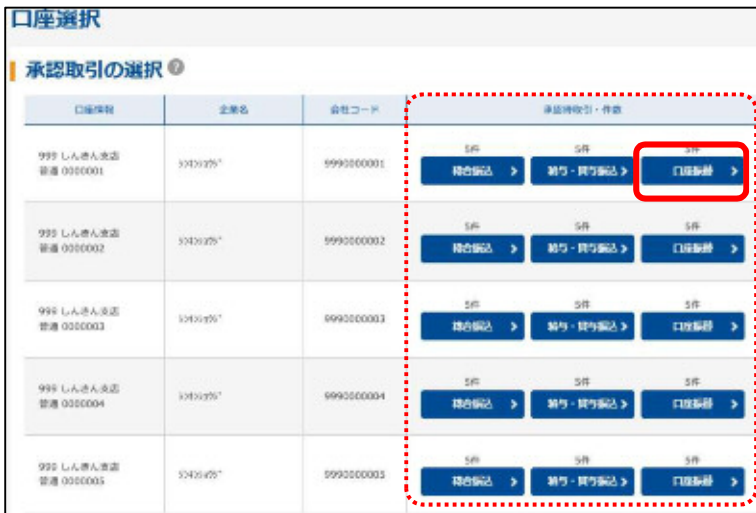 口座選択
承認取引の選択
口座情報 企業名 会社コード 承認待取引・件数
999 しんきん支店
普通 0000001
9990000001
5件 5件 5件
総合振込 給与・賞与振込 口座振替
999 しんきん支店
普通 0000002
9990000002
5件 5件 5件
総合振込 給与・賞与振込 口座振替
999 しんきん支店
普通 0000003
9990000003
5件 5件 5件
総合振込 給与・賞与振込 口座振替
999 しんきん支店
普通 0000004
9990000004
5件 5件 5件
総合振込 給与・賞与振込 口座振替
999 しんきん支店
普通 0000005
9990000005
5件 5件 5件
総合振込 給与・賞与振込 口座振替